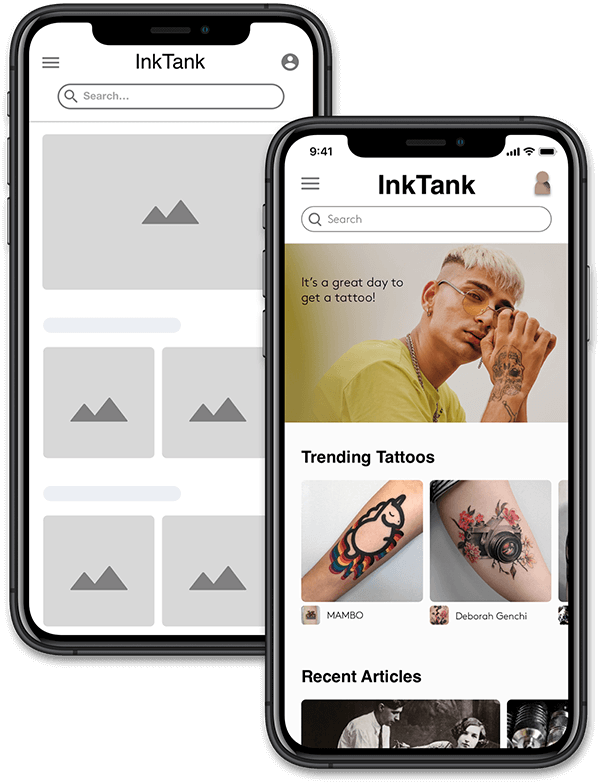 InkTank
Search...
9:41
InkTank
Search
It's a great day to
get a tattoo!
Trending Tattoos
MAMBO
Deborah Genchi
Recent Articles